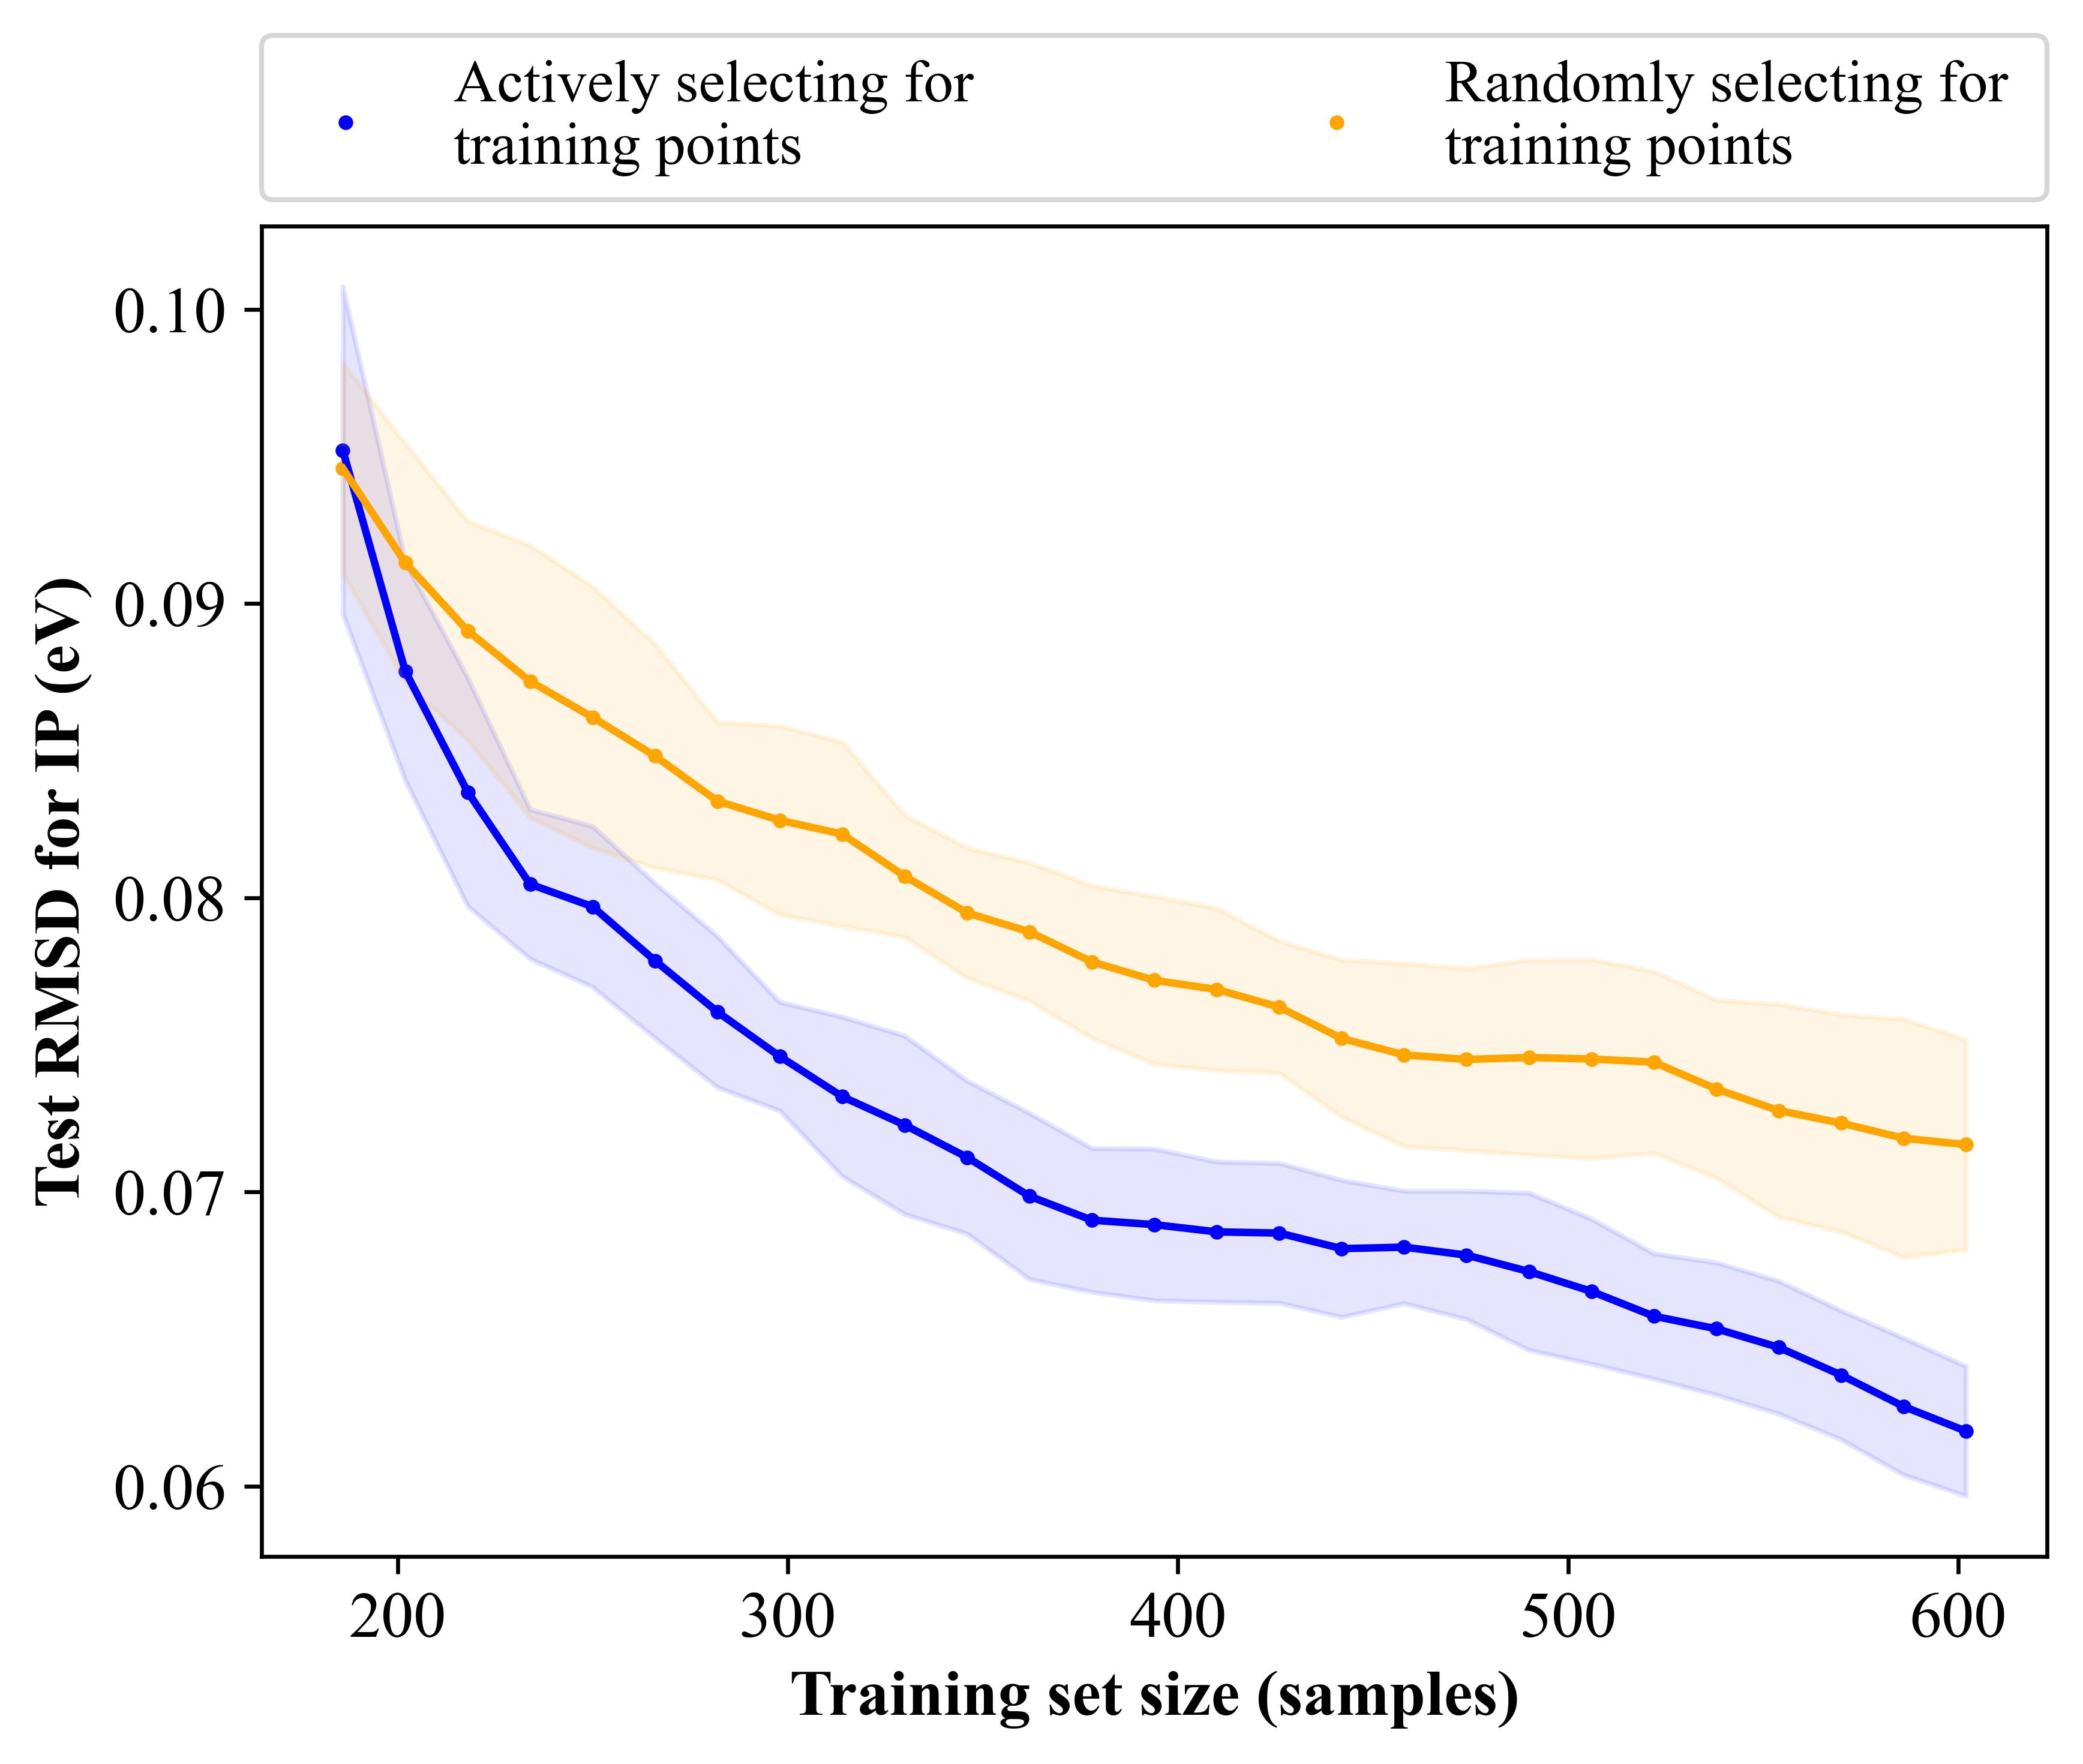 Actively selecting for
training points
Randomly selecting for
training points
Test RMSD for IP (eV)
0.10
0.09
0.08
0.07
0.06
200
300
400
500
600
Training set size (samples)